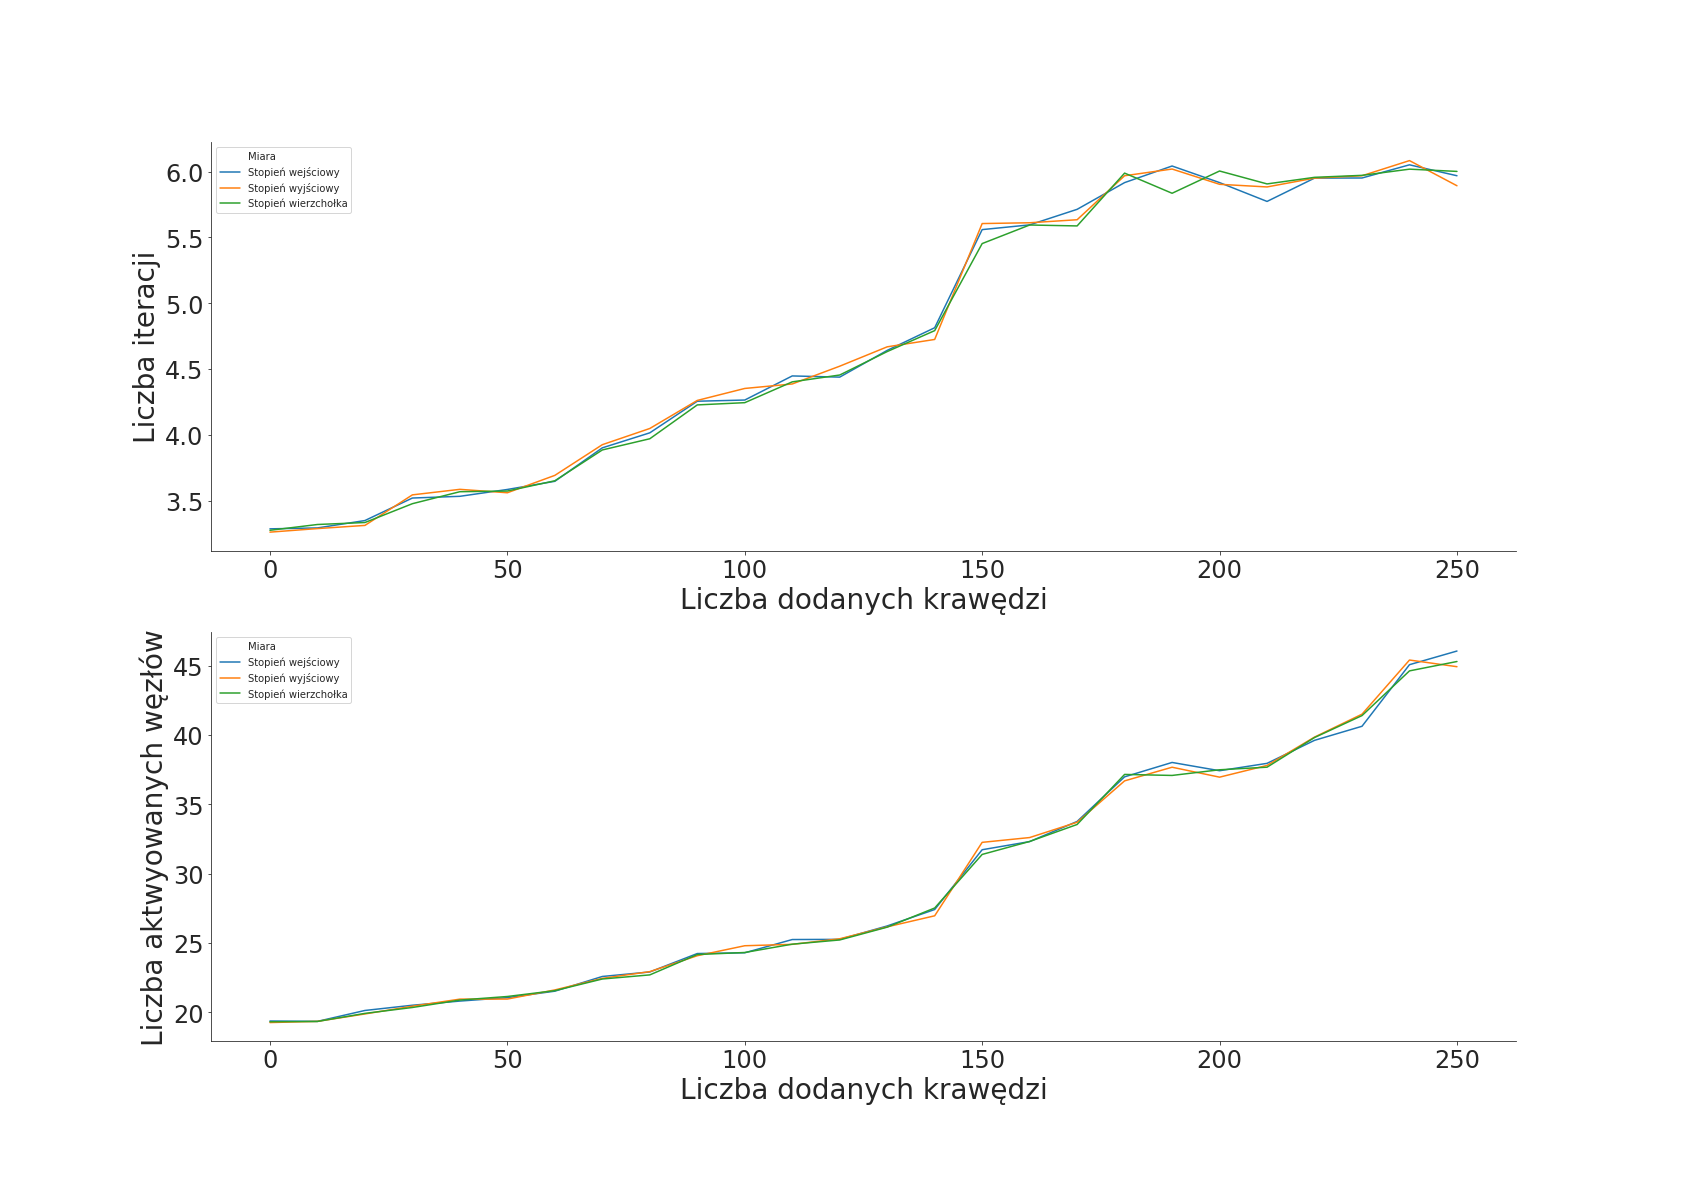 Liczba iteracji
6.0
5.5
5.0
4.5
4.0
3.5
Miara
Stopień wejściowy
Stopień wyjściowy
Stopień wierzchołka
0 50 100 150 200 250
Liczba dodanych krawędzi
Liczba aktwyowanych węzłów
45
40
35
30
25
20
Miara
Stopień wejściowy
Stopień wyjściowy
Stopień wierzchołka
0 50 100 150 200 250
Liczba dodanych krawędzi